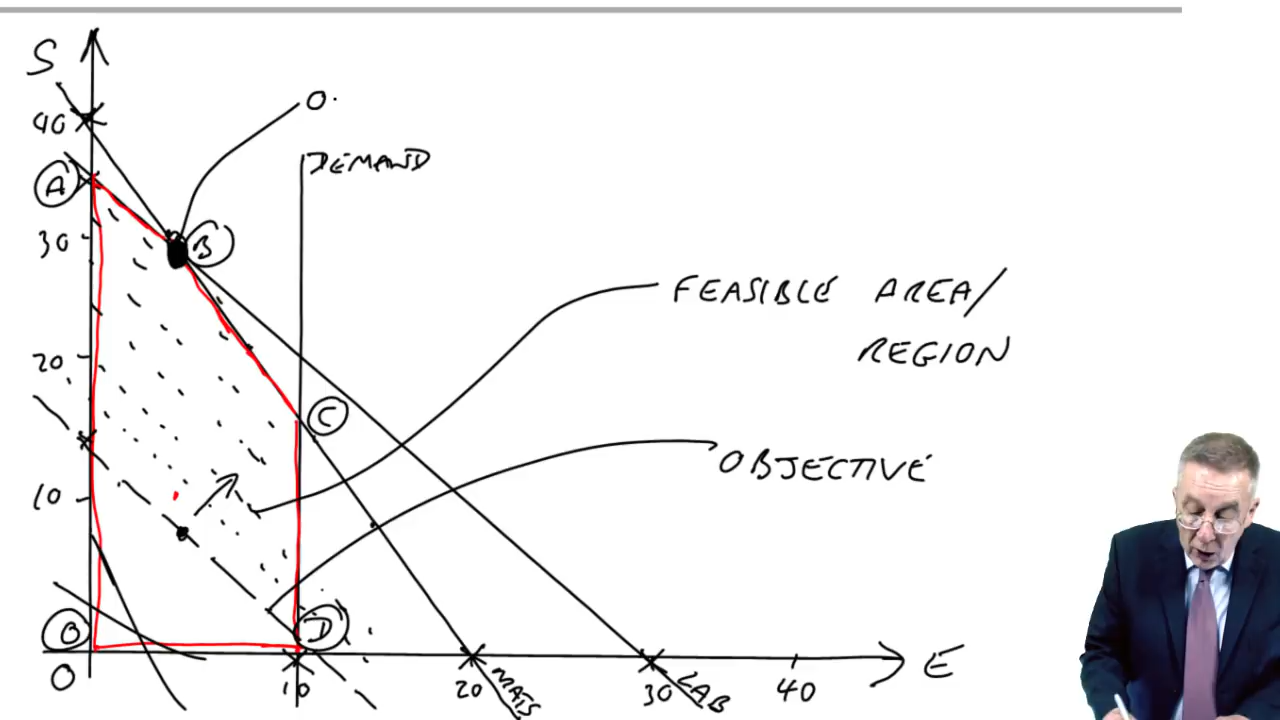 S
40
O.
DEMAND
A
30
B
FEASIBLE AREA/
REGION
20
C
OBJECTIVE
10
O
D
O
10
20
30
40
E
MATS
LAB